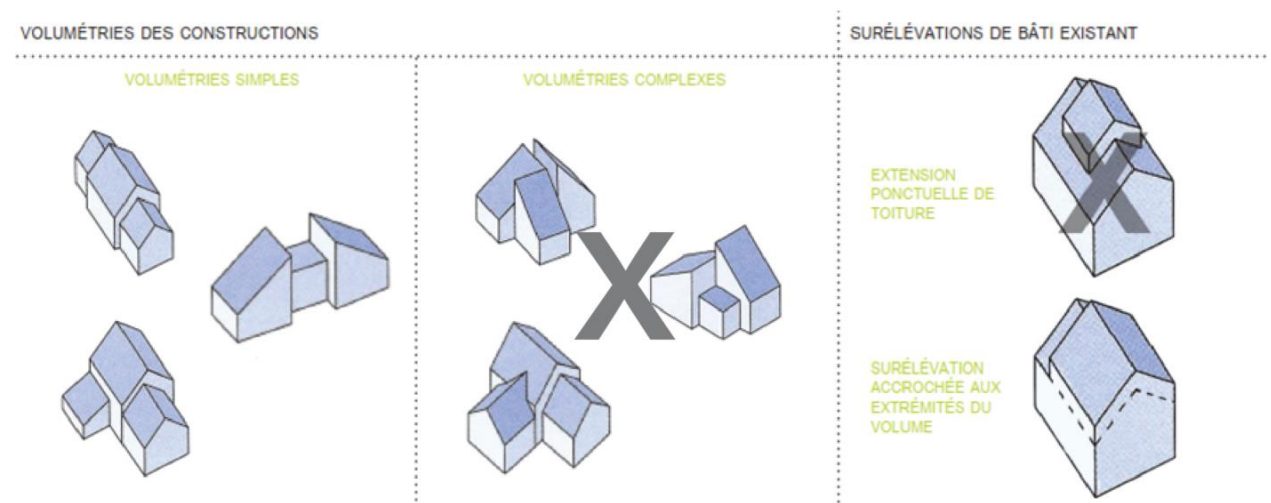 VOLUMÉTRIES DES CONSTRUCTIONS
SURÉLÉVATIONS DE BÂTI EXISTANT
VOLUMÉTRIES SIMPLES
VOLUMÉTRIES COMPLEXES
X
X
EXTENSION
PONCTUELLE DE
TOITURE
SURÉLÉVATION
ACCROCHÉE AUX
EXTRÉMITÉS DU
VOLUME